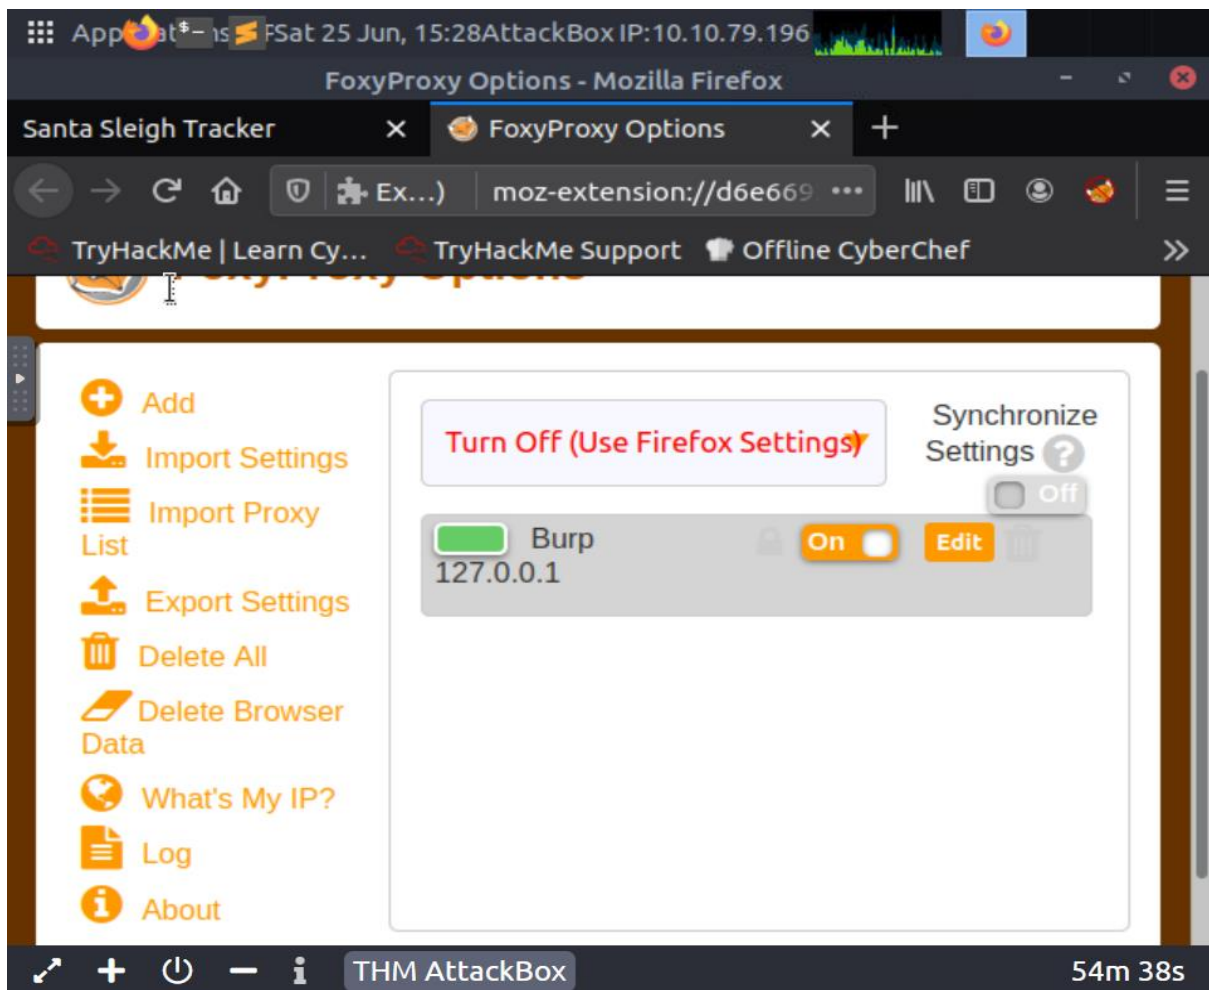 Sat 25 Jun, 15:28 AttackBox IP:10.10.79.196
FoxyProxy Options - Mozilla Firefox
Santa Sleigh Tracker
FoxyProxy Options
Ex...) moz-extension://d6e669
TryHackMe | Learn Cy... TryHackMe Support Offline CyberChef
FoxyProxy Options
Add
Import Settings
Import Proxy
List
Export Settings
Delete All
Delete Browser
Data
What's My IP?
Log
About
Turn Off (Use Firefox Settings)
Synchronize
Settings ?
Off
Burp
On
Edit
127.0.0.1
THM AttackBox
54m 38s